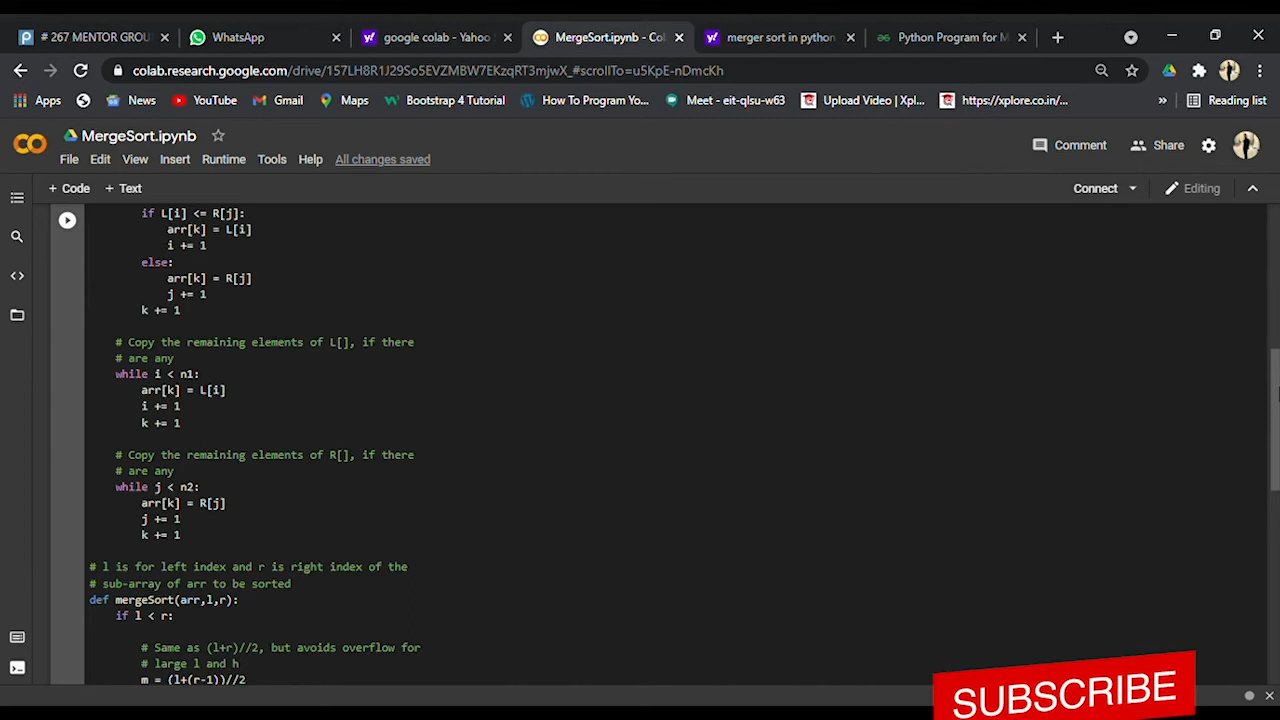 # 267 MENTOR GROU
WhatsApp
google colab - Yahoo
MergeSort.ipynb - Col
merger sort in python
Python Program for M
colab.research.google.com/drive/157LH8R1J29So5EVZMBW7EKzqRT3mjwX_#scrollTo=u5KpE-nDmcKh
Apps
News
YouTube
Gmail
Maps
Bootstrap 4 Tutorial
How To Program Yo...
Meet - eit-qlsu-w63
Upload Video | Xpl...
https://xplore.co.in/...
»
Reading list
MergeSort.ipynb
Comment
Share
File Edit View Insert Runtime Tools Help All changes saved
+ Code + Text
Connect
Editing
if L[i] <= R[j]:
arr[k] = L[i]
i += 1
else:
arr[k] = R[j]
j += 1
k += 1
# Copy the remaining elements of L[], if there
# are any
while i < n1:
arr[k] = L[i]
i += 1
k += 1
# Copy the remaining elements of R[], if there
# are any
while j < n2:
arr[k] = R[j]
j += 1
k += 1
# l is for left index and r is right index of the
# sub-array of arr to be sorted
def mergeSort(arr,l,r):
if l < r:
# Same as (l+r)//2, but avoids overflow for
# large l and h
m = (l+(r-1))//2
SUBSCRIBE